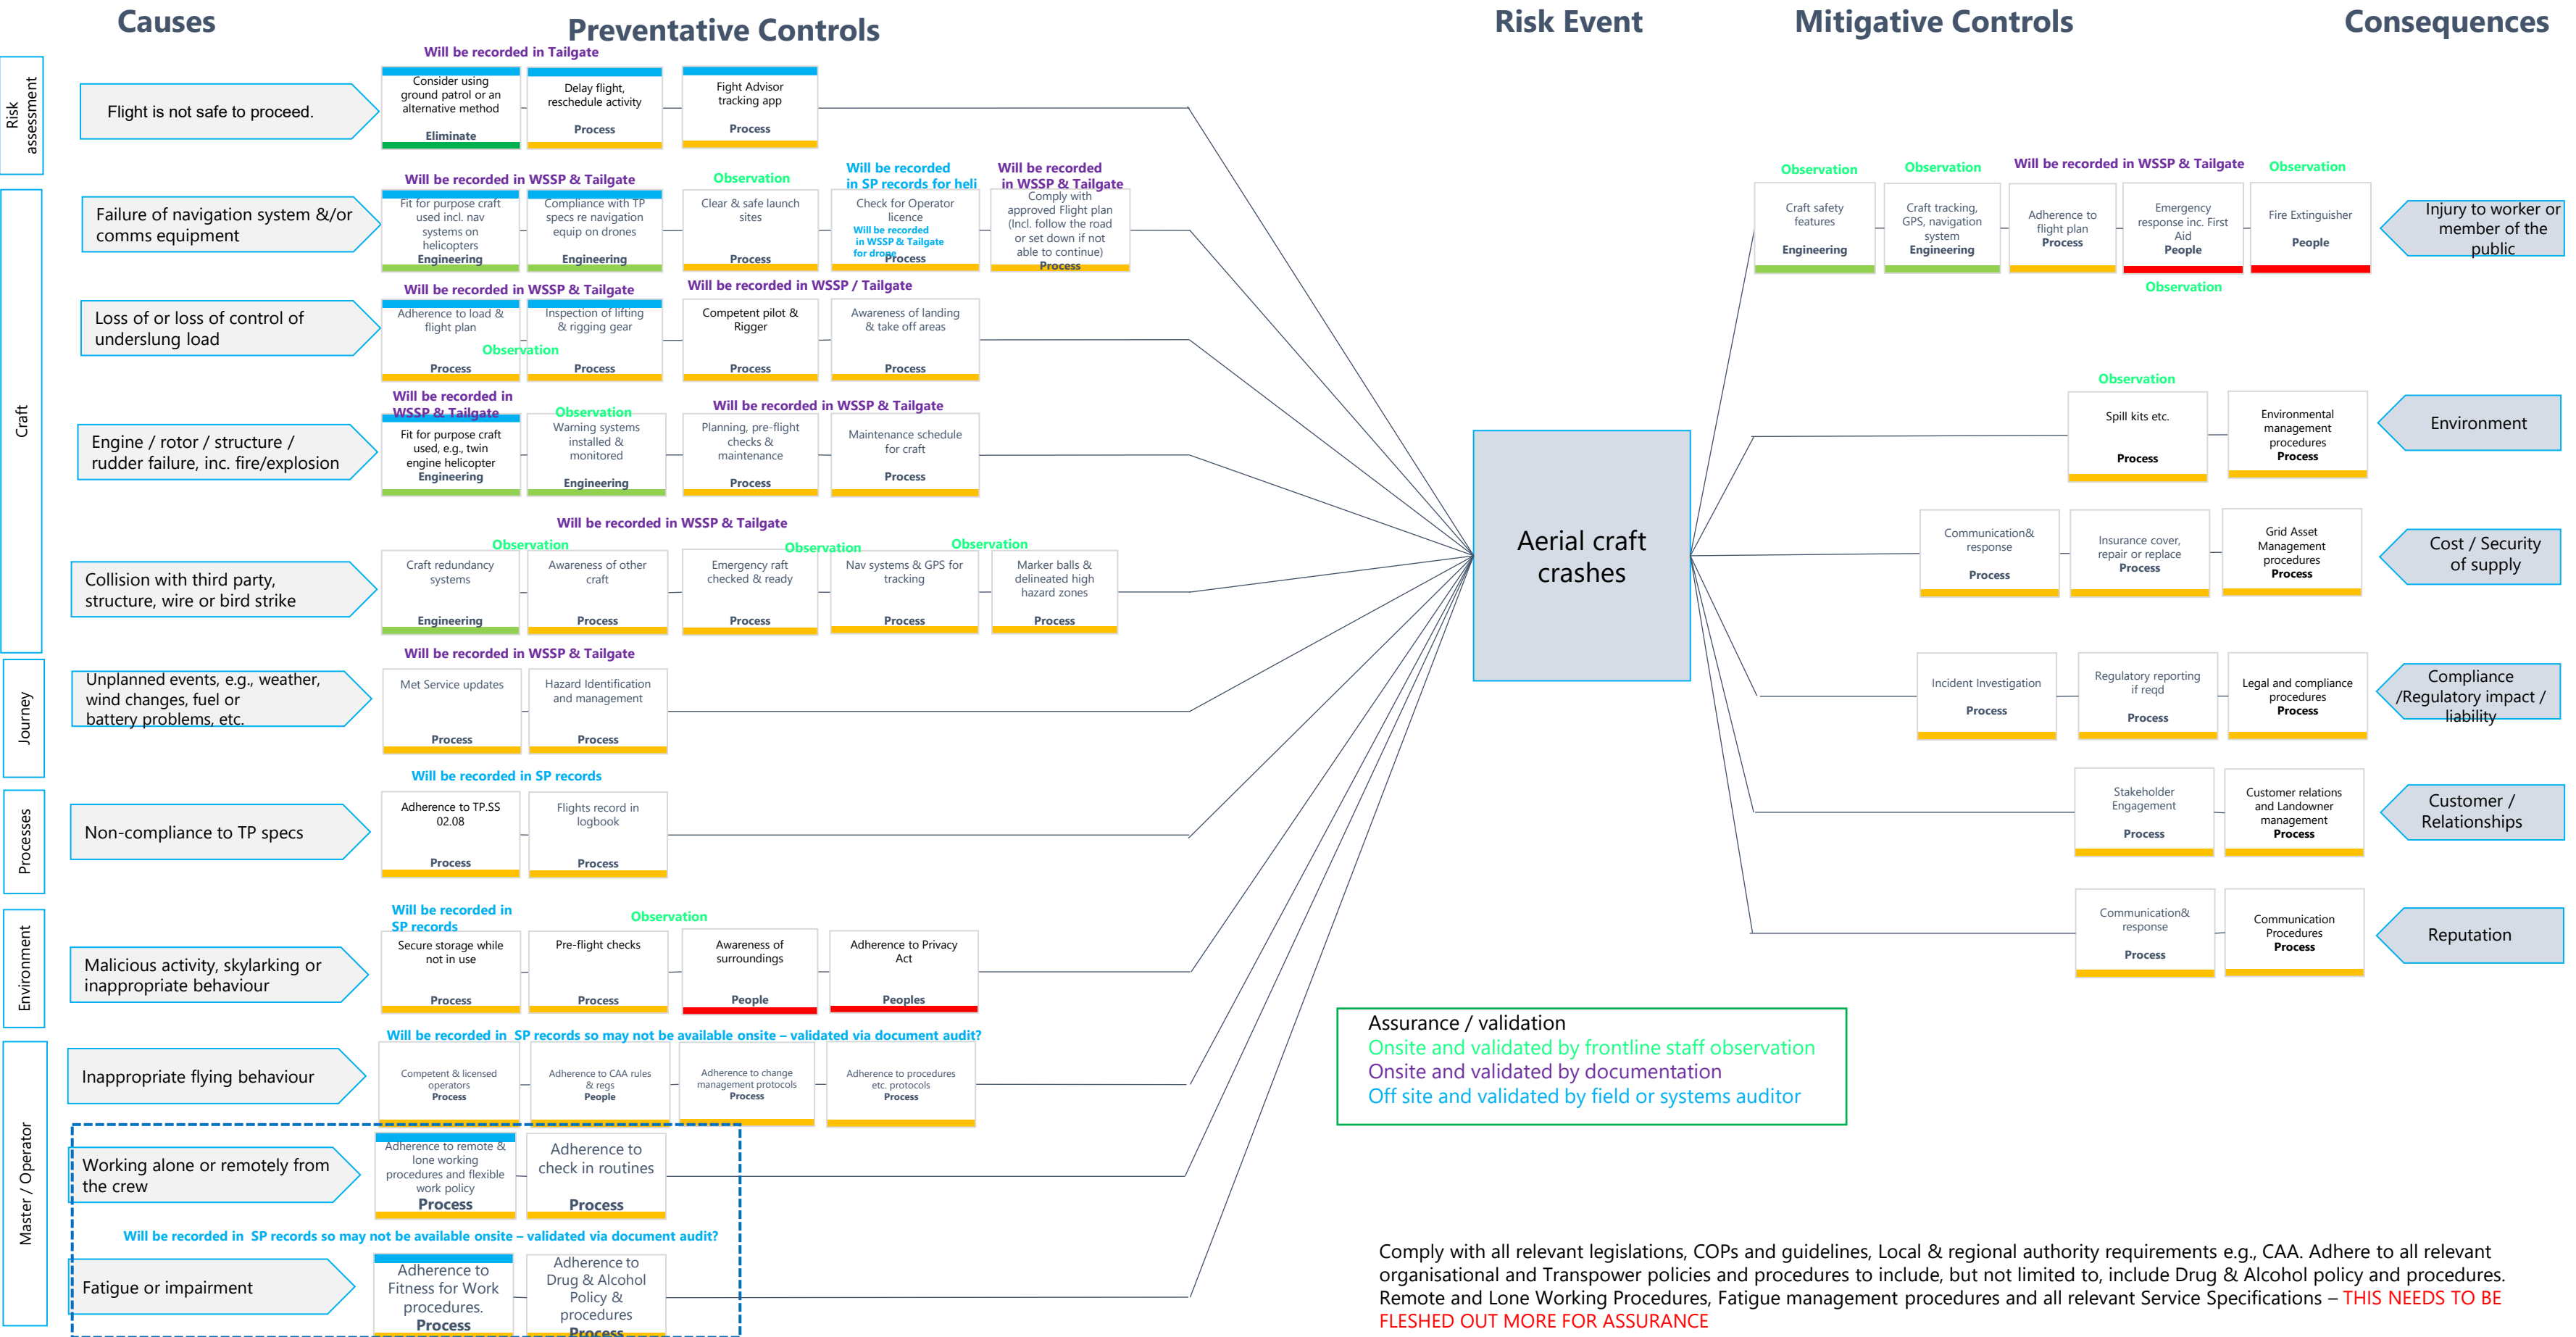 Causes
Preventative Controls
Risk Event
Mitigative Controls
Consequences
Risk
assessment
Flight is not safe to proceed.
Will be recorded in Tailgate
Consider using
ground patrol or an
alternative method
Eliminate
Delay flight,
reschedule activity
Process
Fight Advisor
tracking app
Process
Craft
Failure of navigation system &/or
comms equipment
Will be recorded in WSSP & Tailgate
Fit for purpose craft
used incl. nav
systems on
helicopters
Engineering
Compliance with TP
specs re navigation
equip on drones
Engineering
Observation
Clear & safe launch
sites
Process
Will be recorded
in SP records for heli
Check for Operator
licence
Will be recorded
in WSSP & Tailgate
for drone
Process
Will be recorded
in WSSP & Tailgate
Comply with
approved Flight plan
(Incl. follow the road
or set down if not
able to continue)
Process
Loss of or loss of control of
underslung load
Will be recorded in WSSP & Tailgate
Adherence to load &
flight plan
Process
Inspection of lifting
& rigging gear
Process
Observation
Will be recorded in WSSP / Tailgate
Competent pilot &
Rigger
Process
Awareness of landing
& take off areas
Process
Engine / rotor / structure /
rudder failure, inc. fire/explosion
Will be recorded in
WSSP & Tailgate
Fit for purpose craft
used, e.g., twin
engine helicopter
Engineering
Observation
Warning systems
installed &
monitored
Engineering
Will be recorded in WSSP & Tailgate
Planning, pre-flight
checks &
maintenance
Process
Maintenance schedule
for craft
Process
Collision with third party,
structure, wire or bird strike
Will be recorded in WSSP & Tailgate
Observation
Craft redundancy
systems
Engineering
Awareness of other
craft
Process
Observation
Emergency raft
checked & ready
Process
Nav systems & GPS for
tracking
Process
Observation
Marker balls &
delineated high
hazard zones
Process
Journey
Unplanned events, e.g., weather,
wind changes, fuel or
battery problems, etc.
Will be recorded in WSSP & Tailgate
Met Service updates
Process
Hazard Identification
and management
Process
Processes
Non-compliance to TP specs
Will be recorded in SP records
Adherence to TP.SS
02.08
Process
Flights record in
logbook
Process
Environment
Malicious activity, skylarking or
inappropriate behaviour
Will be recorded in
SP records
Secure storage while
not in use
Process
Observation
Pre-flight checks
Process
Awareness of
surroundings
People
Adherence to Privacy
Act
Peoples
Master / Operator
Inappropriate flying behaviour
Will be recorded in SP records so may not be available onsite – validated via document audit?
Competent & licensed
operators
Process
Adherence to CAA rules
& regs
People
Adherence to change
management protocols
Process
Adherence to procedures
etc. protocols
Process
Working alone or remotely from
the crew
Adherence to remote &
lone working
procedures and flexible
work policy
Process
Adherence to
check in routines
Process
Will be recorded in SP records so may not be available onsite – validated via document audit?
Fatigue or impairment
Adherence to
Fitness for Work
procedures.
Process
Adherence to
Drug & Alcohol
Policy &
procedures
Process
Aerial craft
crashes
Observation
Craft safety
features
Engineering
Observation
Craft tracking,
GPS, navigation
system
Engineering
Will be recorded in WSSP & Tailgate
Adherence to
flight plan
Process
Emergency
response inc. First
Aid
People
Observation
Observation
Fire Extinguisher
People
Injury to worker or
member of the
public
Observation
Spill kits etc.
Process
Environmental
management
procedures
Process
Environment
Communication&
response
Process
Insurance cover,
repair or replace
Process
Grid Asset
Management
procedures
Process
Cost / Security
of supply
Incident Investigation
Process
Regulatory reporting
if reqd
Process
Legal and compliance
procedures
Process
Compliance
/Regulatory impact /
liability
Stakeholder
Engagement
Process
Customer relations
and Landowner
management
Process
Customer /
Relationships
Communication&
response
Process
Communication
Procedures
Process
Reputation
Assurance / validation
Onsite and validated by frontline staff observation
Onsite and validated by documentation
Off site and validated by field or systems auditor
Comply with all relevant legislations, COPs and guidelines, Local & regional authority requirements e.g., CAA. Adhere to all relevant
organisational and Transpower policies and procedures to include, but not limited to, include Drug & Alcohol policy and procedures.
Remote and Lone Working Procedures, Fatigue management procedures and all relevant Service Specifications – THIS NEEDS TO BE
FLESHED OUT MORE FOR ASSURANCE